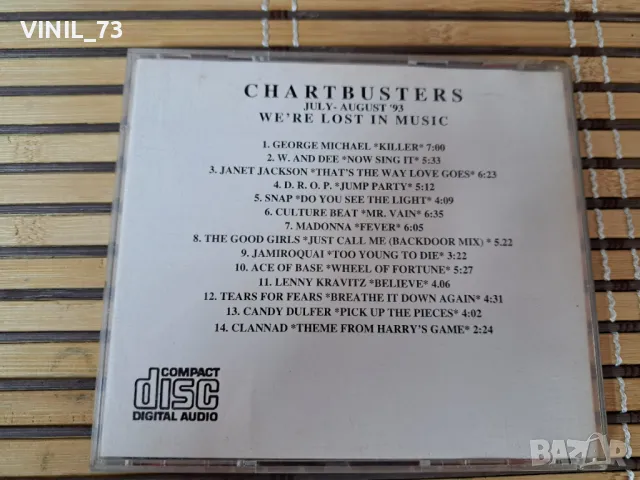 VINIL_73
CHARTBUSTERS
JULY- AUGUST '93
WE'RE LOST IN MUSIC
1. GEORGE MICHAEL *KILLER* 7:00
2. W. AND DEE *NOW SING IT* 5:33
3. JANET JACKSON *THAT'S THE WAY LOVE GOES* 6:23
4. D. R. O. P. *JUMP PARTY* 5:12
5. SNAP *DO YOU SEE THE LIGHT* 4:09
6. CULTURE BEAT *MR. VAIN* 6:35
7. MADONNA *FEVER* 6:05
8. THE GOOD GIRLS *JUST CALL ME (BACKDOOR MIX) * 5.22
9. JAMIROQUAI *TOO YOUNG TO DIE* 3:22
10. ACE OF BASE *WHEEL OF FORTUNE* 5:27
11. LENNY KRAVITZ *BELIEVE* 4.06
12. TEARS FOR FEARS *BREATHE IT DOWN AGAIN* 4:31
13. CANDY DULFER *PICK UP THE PIECES* 4:02
14. CLANNAD *THEME FROM HARRY'S GAME* 2:24
COMPACT
disc
DIGITAL AUDIO
BAZAR